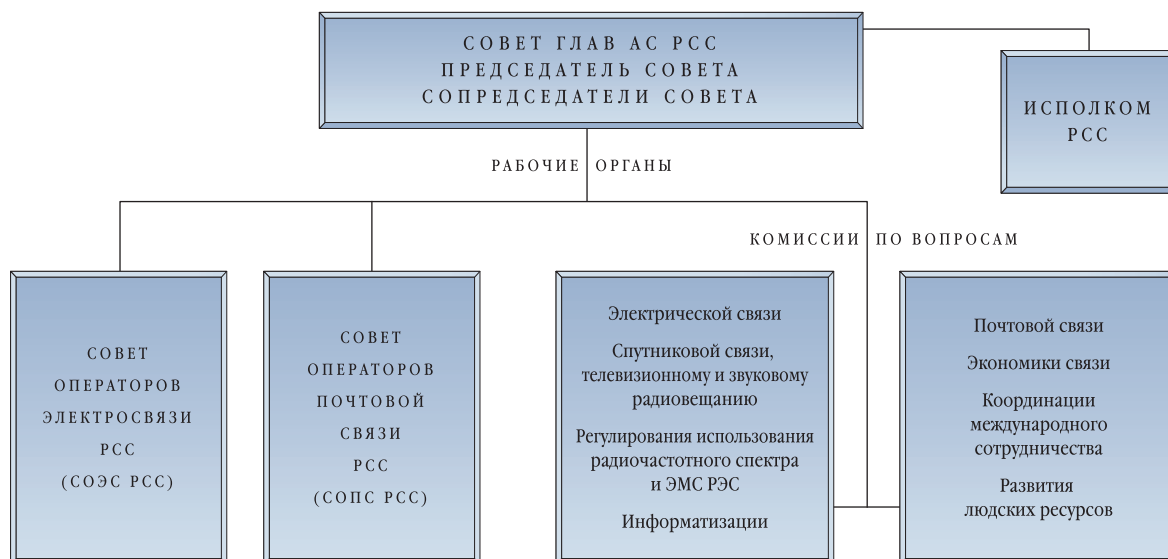 СОВЕТ ГЛАВ АС РСС
ПРЕДСЕДАТЕЛЬ СОВЕТА
СОПРЕДСЕДАТЕЛИ СОВЕТА
ИСПОЛКОМ
РСС
РАБОЧИЕ ОРГАНЫ
КОМИССИИ ПО ВОПРОСАМ
СОВЕТ
ОПЕРАТОРОВ
ЭЛЕКТРОСВЯЗИ
РСС
(СОЭС РСС)
СОВЕТ
ОПЕРАТОРОВ
ПОЧТОВОЙ
СВЯЗИ
РСС
(СОПС РСС)
Электрической связи
Спутниковой связи,
телевизионному и звуковому
радиовещанию
Регулирования использования
радиочастотного спектра
и ЭМС РЭС
Информатизации
Почтовой связи
Экономики связи
Координации
международного
сотрудничества
Развития
людских ресурсов